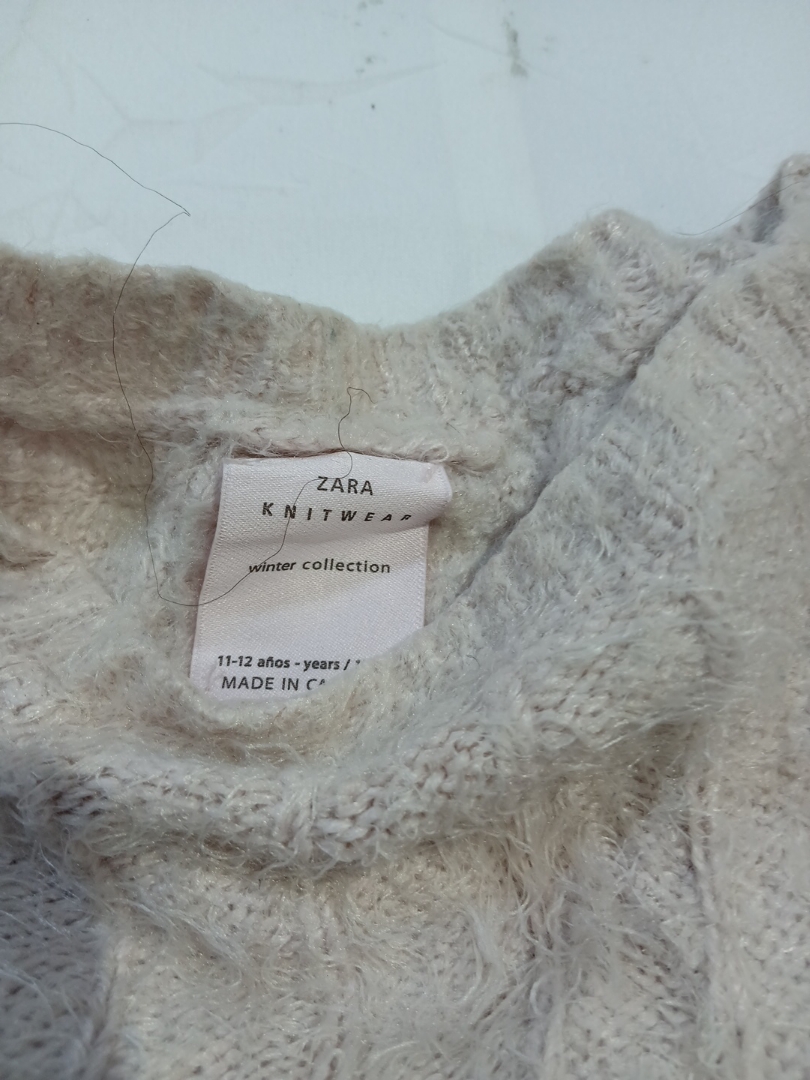 ZARA
KNITWEAR
winter collection
11-12 años - years /
MADE IN